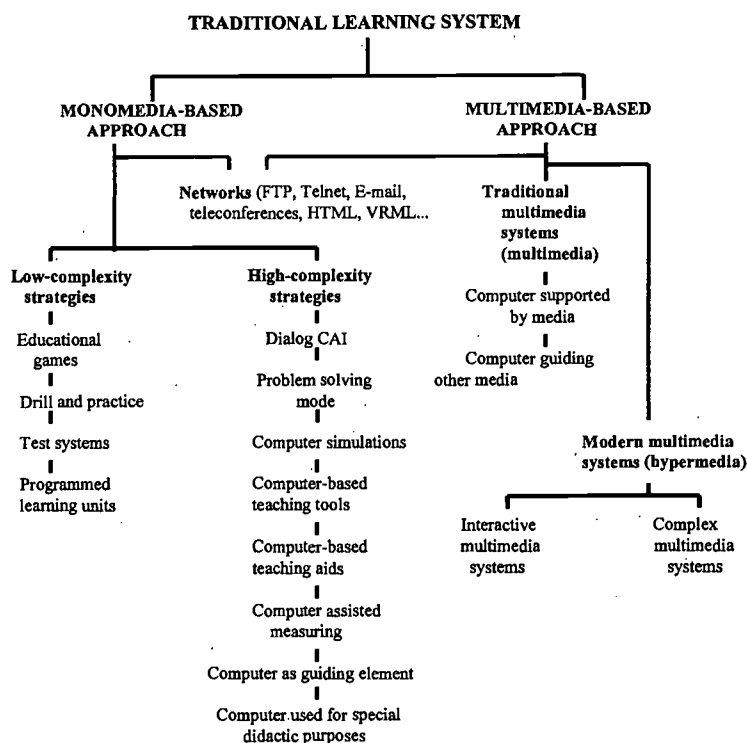 TRADITIONAL LEARNING SYSTEM
MONOMEDIA-BASED
APPROACH
MULTIMEDIA-BASED
APPROACH
Networks (FTP, Telnet, E-mail,
teleconferences, HTML, VRML...
Traditional
multimedia
systems
(multimedia)
Computer supported
by media
Computer guiding
other media
Low-complexity
strategies
Educational
games
Drill and practice
Test systems
Programmed
learning units
High-complexity
strategies
Dialog CAI
Problem solving
mode
Computer simulations
Computer-based
teaching tools
Computer-based
teaching aids
Computer assisted
measuring
Computer as guiding element
Computer used for special
didactic purposes
Modern multimedia
systems (hypermedia)
Interactive
multimedia
systems
Complex
multimedia
systems